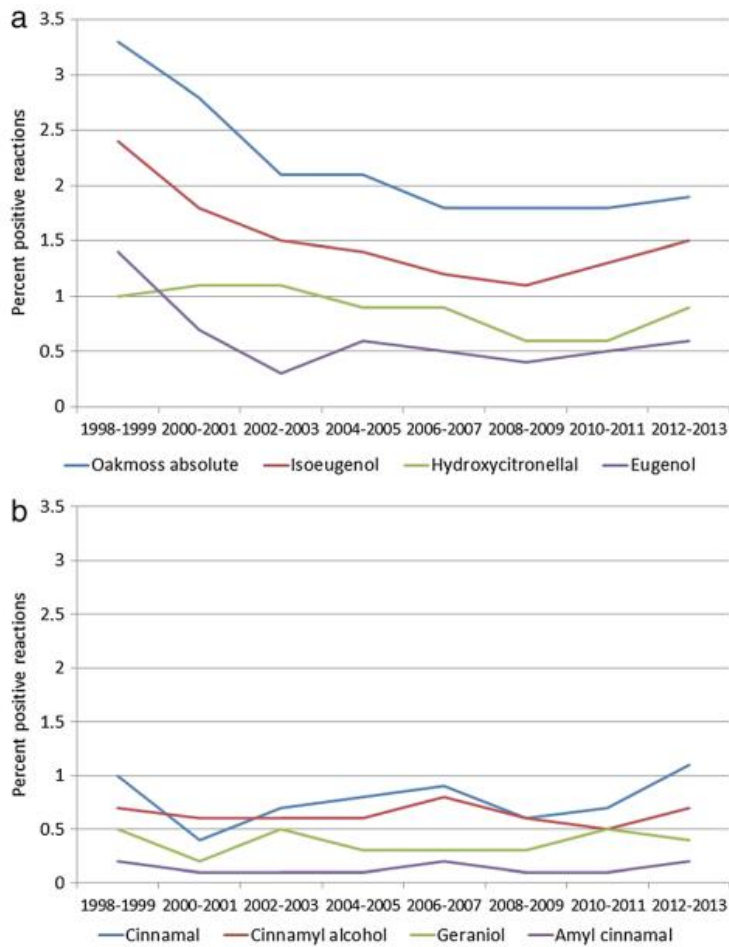 a
Percent positive reactions
3.5
3
2.5
2
1.5
1
0.5
0
1998-1999 2000-2001 2002-2003 2004-2005 2006-2007 2008-2009 2010-2011 2012-2013
Oakmoss absolute Isoeugenol Hydroxycitronellal Eugenol
b
Percent positive reactions
3.5
3
2.5
2
1.5
1
0.5
0
1998-1999 2000-2001 2002-2003 2004-2005 2006-2007 2008-2009 2010-2011 2012-2013
Cinnamal Cinnamyl alcohol Geraniol Amyl cinnamal